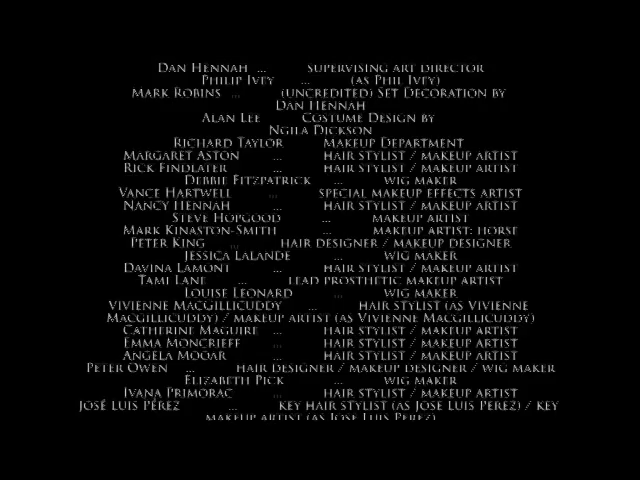 Dan Hennah ... supervising art director
Philip Ivey ... (as Phil Ivey)
Mark Robins ... (uncredited) Set Decoration by
Dan Hennah
Alan Lee Costume Design by
Ngila Dickson
Richard Taylor Makeup Department
Margaret Aston ... hair stylist / makeup artist
Rick Findlater ... hair stylist / makeup artist
Debbie Fitzpatrick ... wig maker
Vance Hartwell ... special makeup effects artist
Nancy Hennah ... hair stylist / makeup artist
Steve Hopgood ... makeup artist
Mark Kinaston-Smith ... makeup artist: horse
Peter King ... hair designer / makeup designer
Jessica Lalande ... wig maker
Davina Lamont ... hair stylist / makeup artist
Tami Lane ... lead prosthetic makeup artist
Louise Leonard ... wig maker
Vivienne MacGillicuddy ... hair stylist (as Vivienne
Macgillicuddy) / makeup artist (as Vivienne Macgillicuddy)
Catherine Maguire ... hair stylist / makeup artist
Emma Moncrieff ... hair stylist / makeup artist
Angela Mooar ... hair stylist / makeup artist
Peter Owen ... hair designer / makeup designer / wig maker
Elizabeth Pick ... wig maker
Ivana Primorac ... hair stylist / makeup artist
José Luis Pérez ... key hair stylist (as Jose Luis Perez) / key
makeup artist (as Jose Luis Perez)